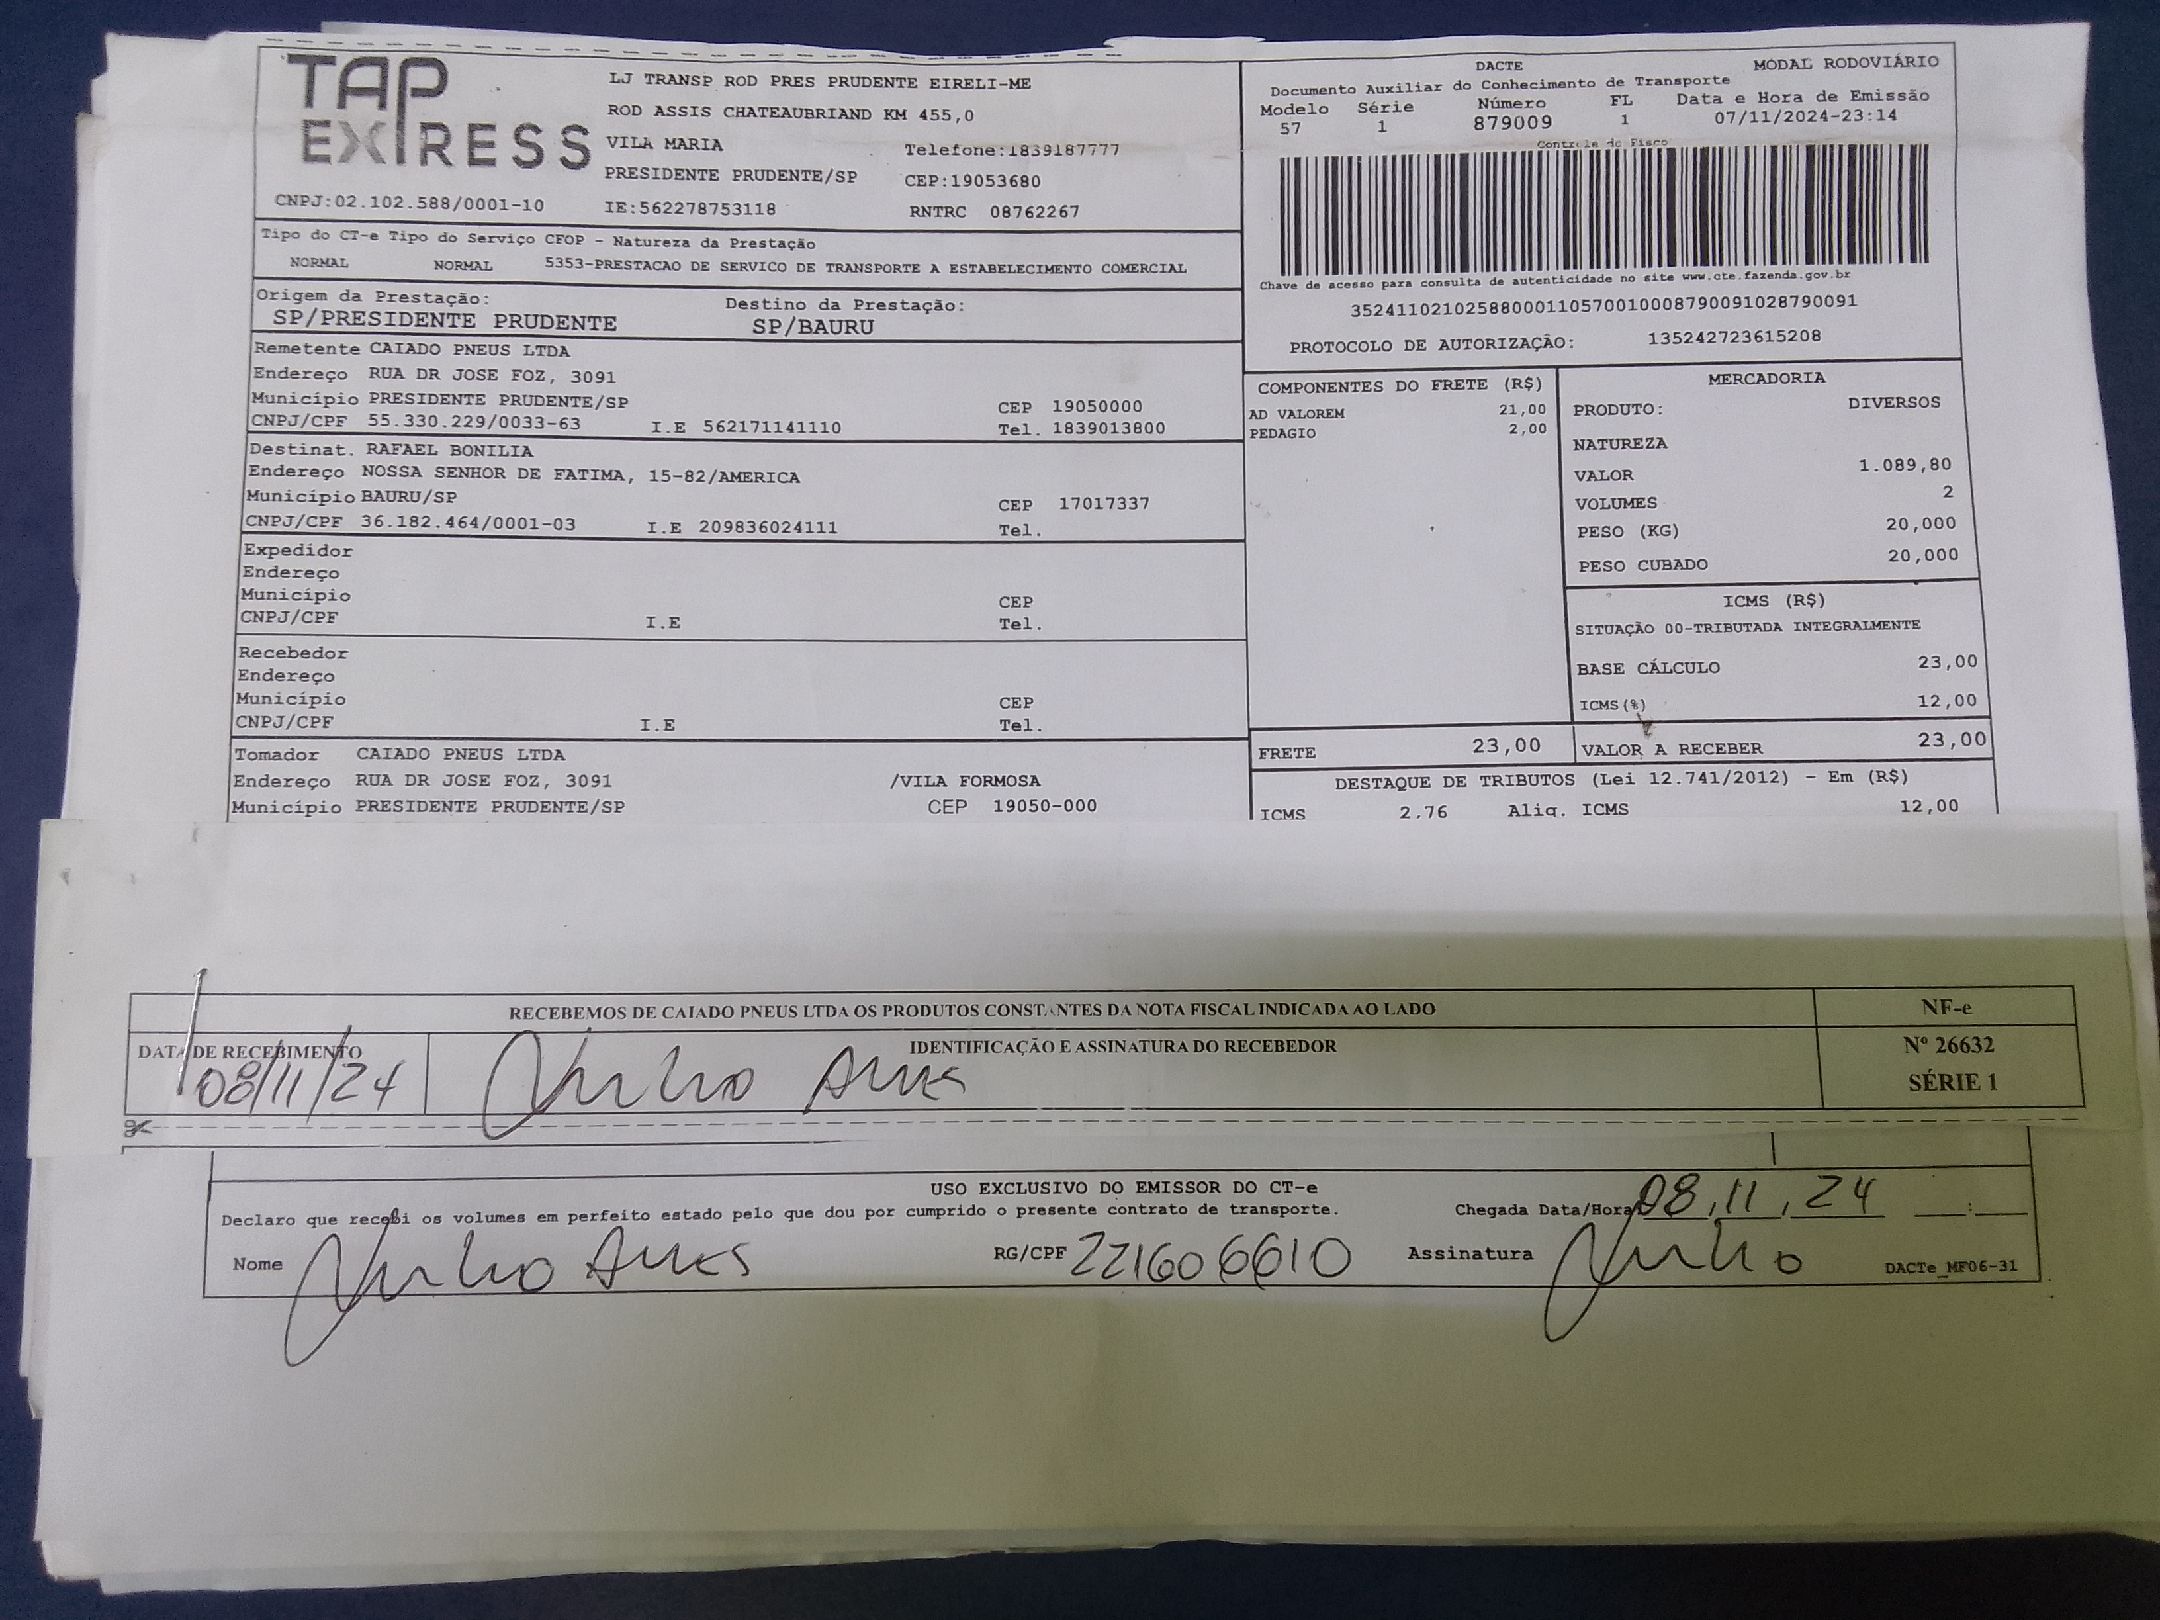 TAP EXPRESS
LJ TRANSP ROD PRES PRUDENTE EIRELI-ME
ROD ASSIS CHATEAUBRIAND KM 455,0
VILA MARIA Telefone:1839187777
PRESIDENTE PRUDENTE/SP CEP:19053680
CNPJ:02.102.588/0001-10 IE:562278753118 RNTRC 08762267
DACTE MODAL RODOVIÁRIO
Documento Auxiliar do Conhecimento de Transporte
Modelo Série Número FL Data e Hora de Emissão
57 1 879009 1 07/11/2024-23:14
Controle do Fisco
Chave de acesso para consulta de autenticidade no site www.cte.fazenda.gov.br
35241102102588000110570010008790091028790091
PROTOCOLO DE AUTORIZAÇÃO: 135242723615208
Tipo do CT-e Tipo do Serviço CFOP - Natureza da Prestação
NORMAL NORMAL 5353-PRESTACAO DE SERVICO DE TRANSPORTE A ESTABELECIMENTO COMERCIAL
Origem da Prestação: Destino da Prestação:
SP/PRESIDENTE PRUDENTE SP/BAURU
Remetente CAIADO PNEUS LTDA
Endereço RUA DR JOSE FOZ, 3091
Município PRESIDENTE PRUDENTE/SP CEP 19050000
CNPJ/CPF 55.330.229/0033-63 I.E 562171141110 Tel. 1839013800
Destinat. RAFAEL BONILIA
Endereço NOSSA SENHOR DE FATIMA, 15-82/AMERICA
Município BAURU/SP CEP 17017337
CNPJ/CPF 36.182.464/0001-03 I.E 209836024111 Tel.
Expedidor
Endereço
Município CEP
CNPJ/CPF I.E Tel.
Recebedor
Endereço
Município CEP
CNPJ/CPF I.E Tel.
Tomador CAIADO PNEUS LTDA
Endereço RUA DR JOSE FOZ, 3091 /VILA FORMOSA
Município PRESIDENTE PRUDENTE/SP CEP 19050-000
COMPONENTES DO FRETE (R$)
AD VALOREM 21,00
PEDAGIO 2,00
MERCADORIA
PRODUTO: DIVERSOS
NATUREZA
VALOR 1.089,80
VOLUMES 2
PESO (KG) 20,000
PESO CUBADO 20,000
ICMS (R$)
SITUAÇÃO 00-TRIBUTADA INTEGRALMENTE
BASE CÁLCULO 23,00
ICMS(%) 12,00
FRETE 23,00 VALOR A RECEBER 23,00
DESTAQUE DE TRIBUTOS (Lei 12.741/2012) - Em (R$)
ICMS 2,76 Aliq. ICMS 12,00
RECEBEMOS DE CAIADO PNEUS LTDA OS PRODUTOS CONSTANTES DA NOTA FISCAL INDICADA AO LADO
NF-e
Nº 26632
SÉRIE 1
DATA DE RECEBIMENTO IDENTIFICAÇÃO E ASSINATURA DO RECEBEDOR
08/11/24
USO EXCLUSIVO DO EMISSOR DO CT-e
Declaro que recebi os volumes em perfeito estado pelo que dou por cumprido o presente contrato de transporte. Chegada Data/Hora 08,11,24 :
Nome RG/CPF 221606610 Assinatura
DACTe_MF06-31